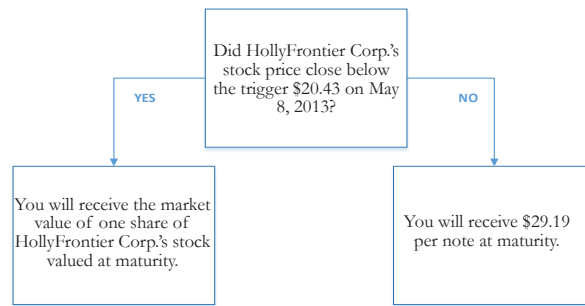 Did HollyFrontier Corp.'s
stock price close below
the trigger $20.43 on May
8, 2013?
YES
NO
You will receive the market
value of one share of
HollyFrontier Corp.'s stock
valued at maturity.
You will receive $29.19
per note at maturity.